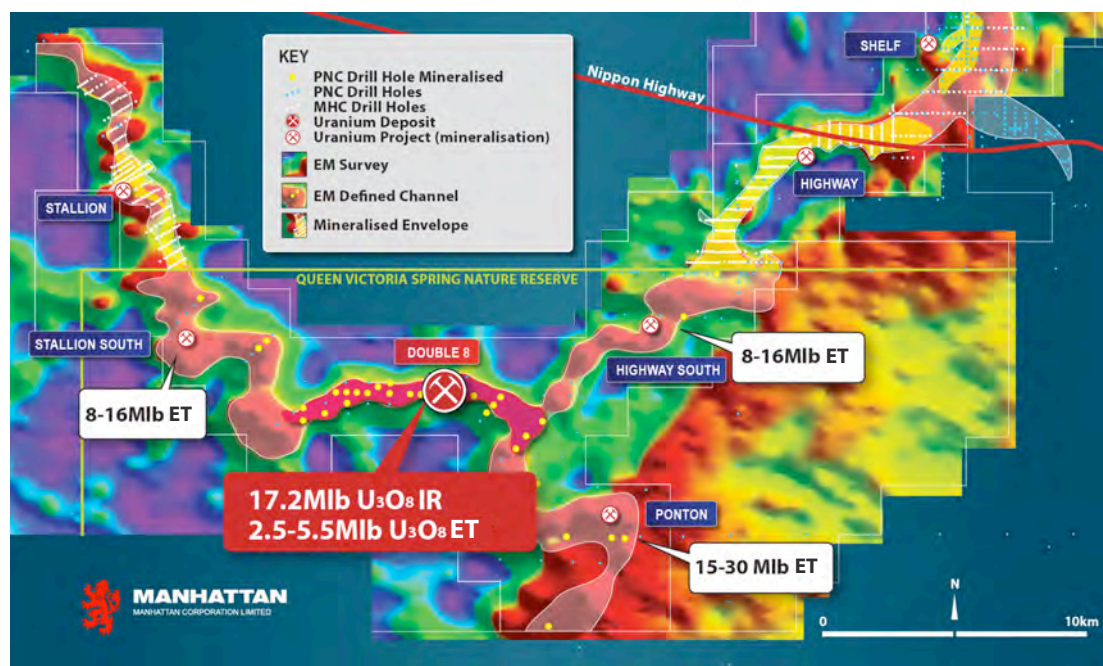 KEY
PNC Drill Hole Mineralised
PNC Drill Holes
MHC Drill Holes
Uranium Deposit
Uranium Project (mineralisation)
EM Survey
EM Defined Channel
Mineralised Envelope
SHELF
Nippon Highway
HIGHWAY
STALLION
QUEEN VICTORIA SPRING NATURE RESERVE
STALLION SOUTH
DOUBLE 8
HIGHWAY SOUTH
8-16Mlb ET
8-16Mlb ET
17.2Mlb U₃O₈ IR
2.5-5.5Mlb U₃O₈ ET
PONTON
15-30 Mlb ET
MANHATTAN
MANHATTAN CORPORATION LIMITED
N
0 10km